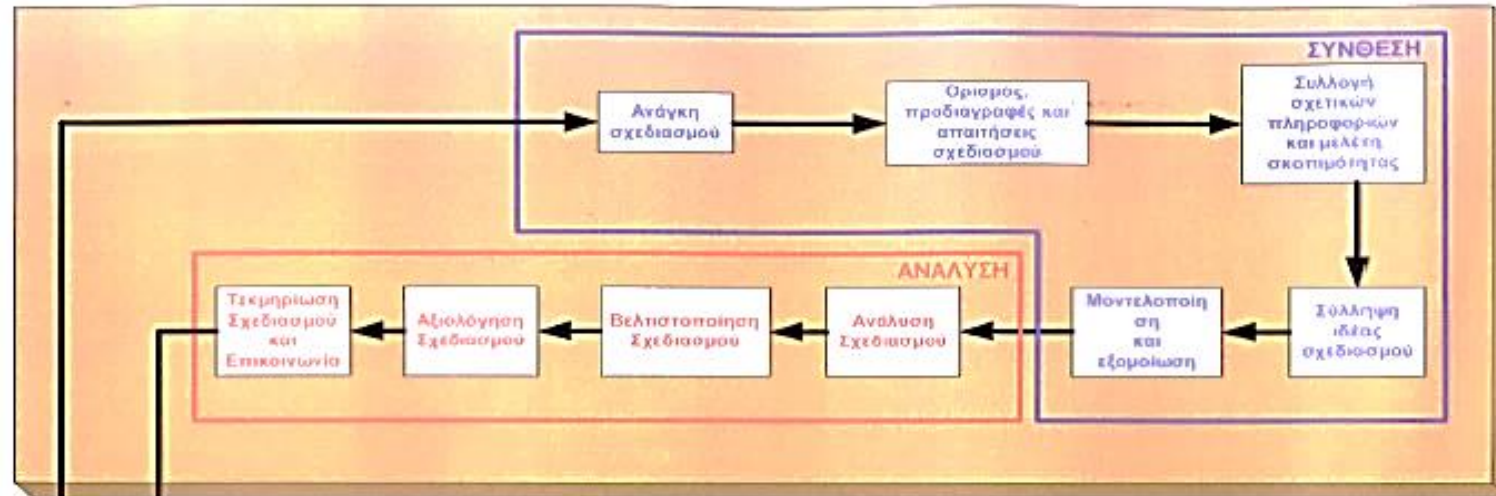 ΣΥΝΘΕΣΗ
Ανάγκη
σχεδιασμού
Ορισμός,
προδιαγραφές και
απαιτήσεις
σχεδιασμού
Συλλογή
σχετικών
πληροφοριών
και μελέτη
σκοπιμότητας
Σύλληψη
ιδέας
σχεδιασμού
Μοντελοποίη
ση
και
εξομοίωση
ΑΝΑΛΥΣΗ
Ανάλυση
Σχεδιασμού
Βελτιστοποίηση
Σχεδιασμού
Αξιολόγηση
Σχεδιασμού
Τεκμηρίωση
Σχεδιασμού
και
Επικοινωνία